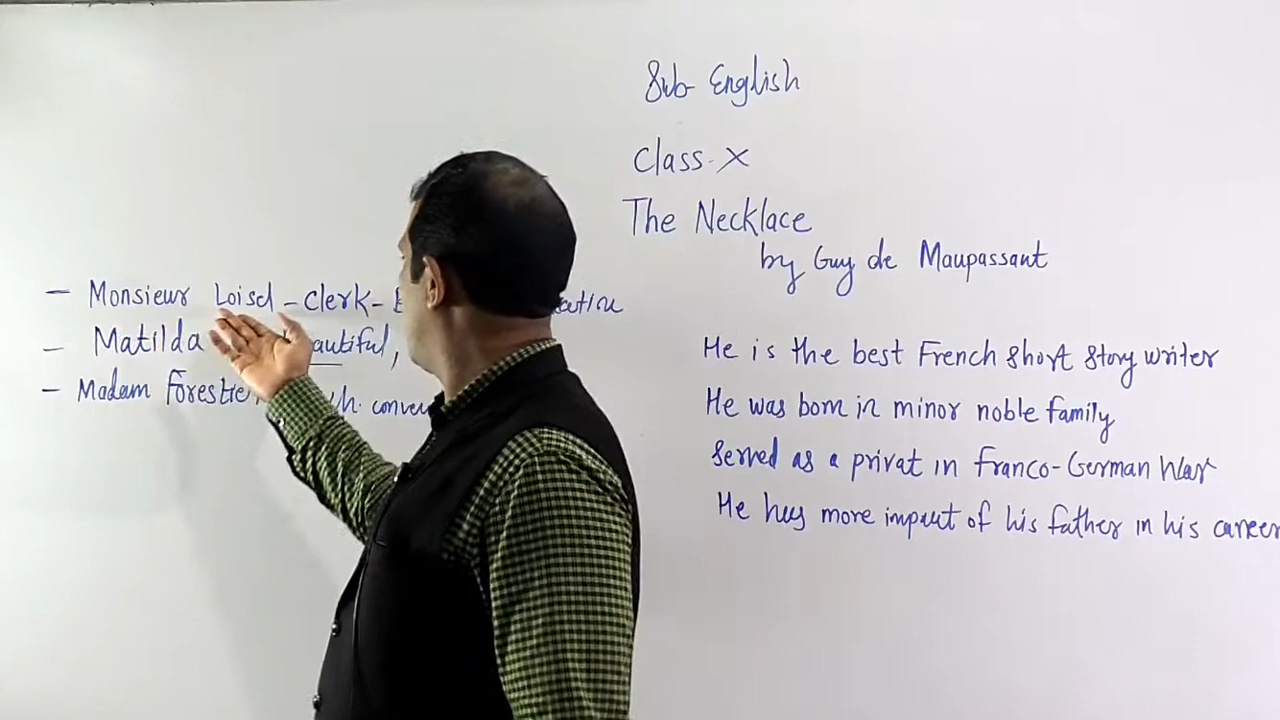 Sub- English
Class- X
The Necklace
by Guy de Maupassant
- Monsieur Loisel - Clerk -
- Matilda
- Madam Forestier
He is the best French short story writer
He was born in minor noble family
Served as a privat in Franco-German War
He has more impact of his father in his career